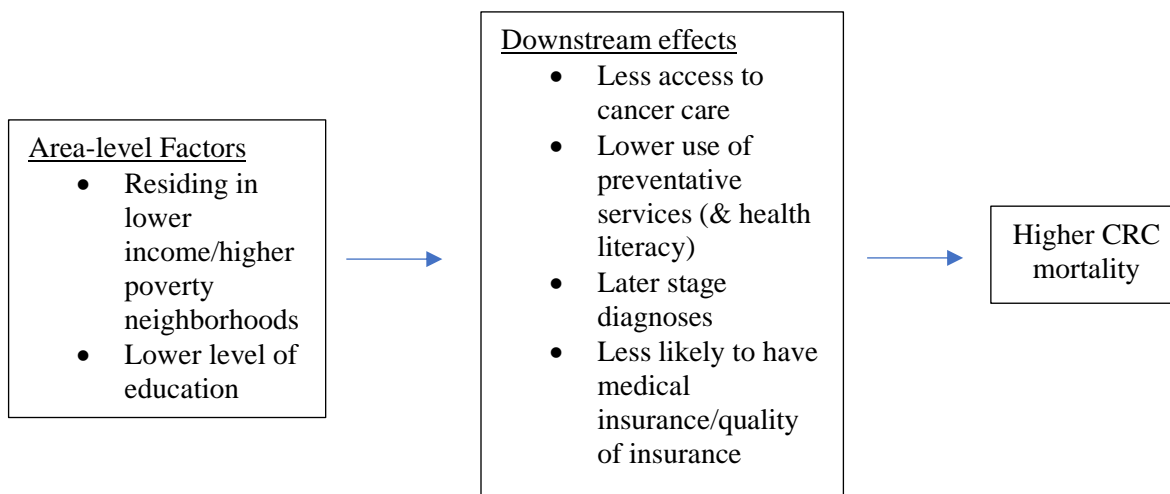 Area-level Factors
• Residing in
lower
income/higher
poverty
neighborhoods
• Lower level of
education
Downstream effects
• Less access to
cancer care
• Lower use of
preventative
services (& health
literacy)
• Later stage
diagnoses
• Less likely to have
medical
insurance/quality
of insurance
Higher CRC
mortality